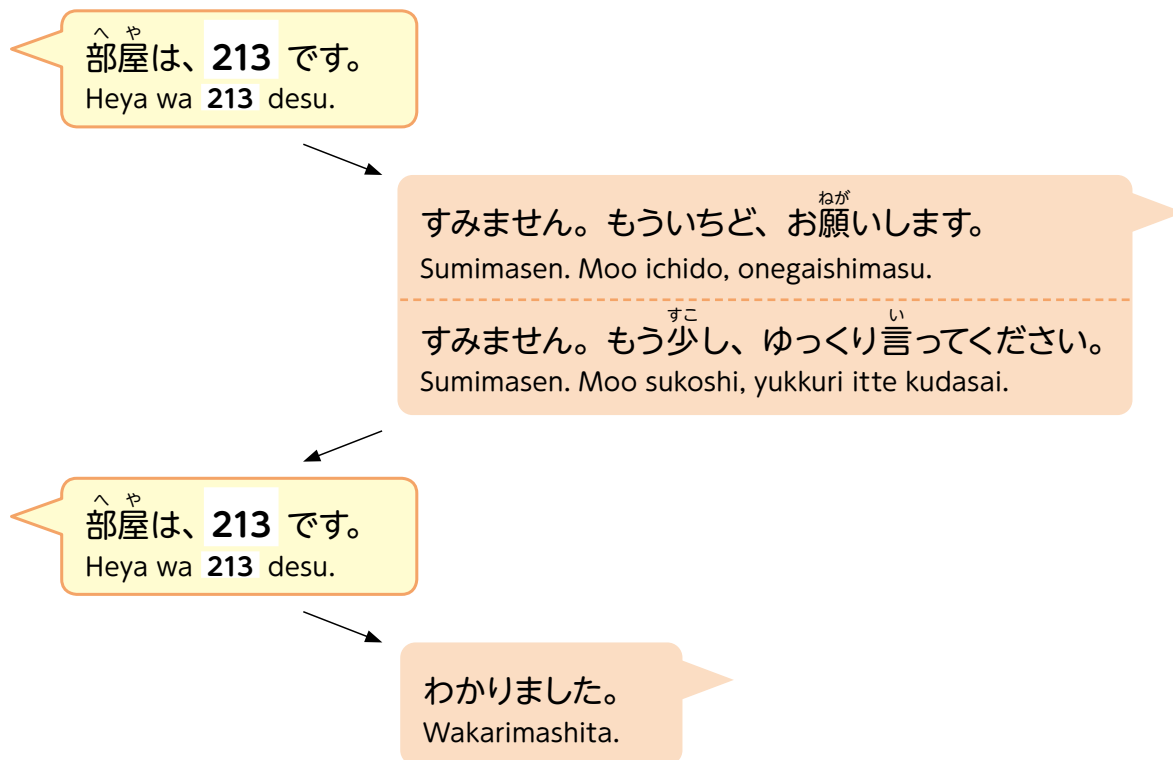 へや
部屋は、 213 です。
Heya wa 213 desu.
ねが
すみません。もういちど、お願いします。
Sumimasen. Moo ichido, onegaishimasu.
すこ い
すみません。もう少し、ゆっくり言ってください。
Sumimasen. Moo sukoshi, yukkuri itte kudasai.
へや
部屋は、 213 です。
Heya wa 213 desu.
わかりました。
Wakarimashita.